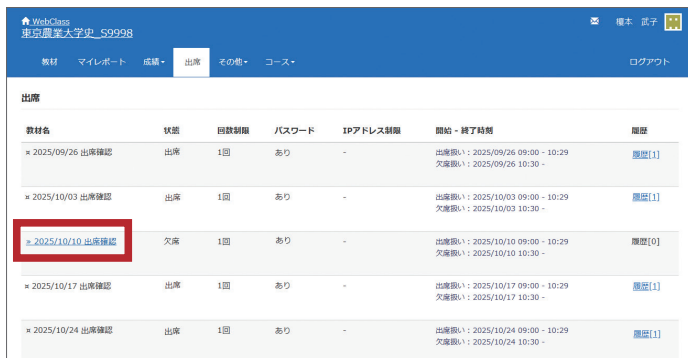 WebClass
東京農業大学史_S9998
榎本 武子
教材 マイレポート 成績 出席 その他 コース ログアウト
出席
教材名 状態 回数制限 パスワード IPアドレス制限 開始 - 終了時刻 履歴
» 2025/09/26 出席確認 出席 1回 あり - 出席扱い：2025/09/26 09:00 - 10:29 履歴[1]
欠席扱い：2025/09/26 10:30 -
» 2025/10/03 出席確認 出席 1回 あり - 出席扱い：2025/10/03 09:00 - 10:29 履歴[1]
欠席扱い：2025/10/03 10:30 -
» 2025/10/10 出席確認 欠席 1回 あり - 出席扱い：2025/10/10 09:00 - 10:29 履歴[0]
欠席扱い：2025/10/10 10:30 -
» 2025/10/17 出席確認 出席 1回 あり - 出席扱い：2025/10/17 09:00 - 10:29 履歴[1]
欠席扱い：2025/10/17 10:30 -
» 2025/10/24 出席確認 出席 1回 あり - 出席扱い：2025/10/24 09:00 - 10:29 履歴[1]
欠席扱い：2025/10/24 10:30 -